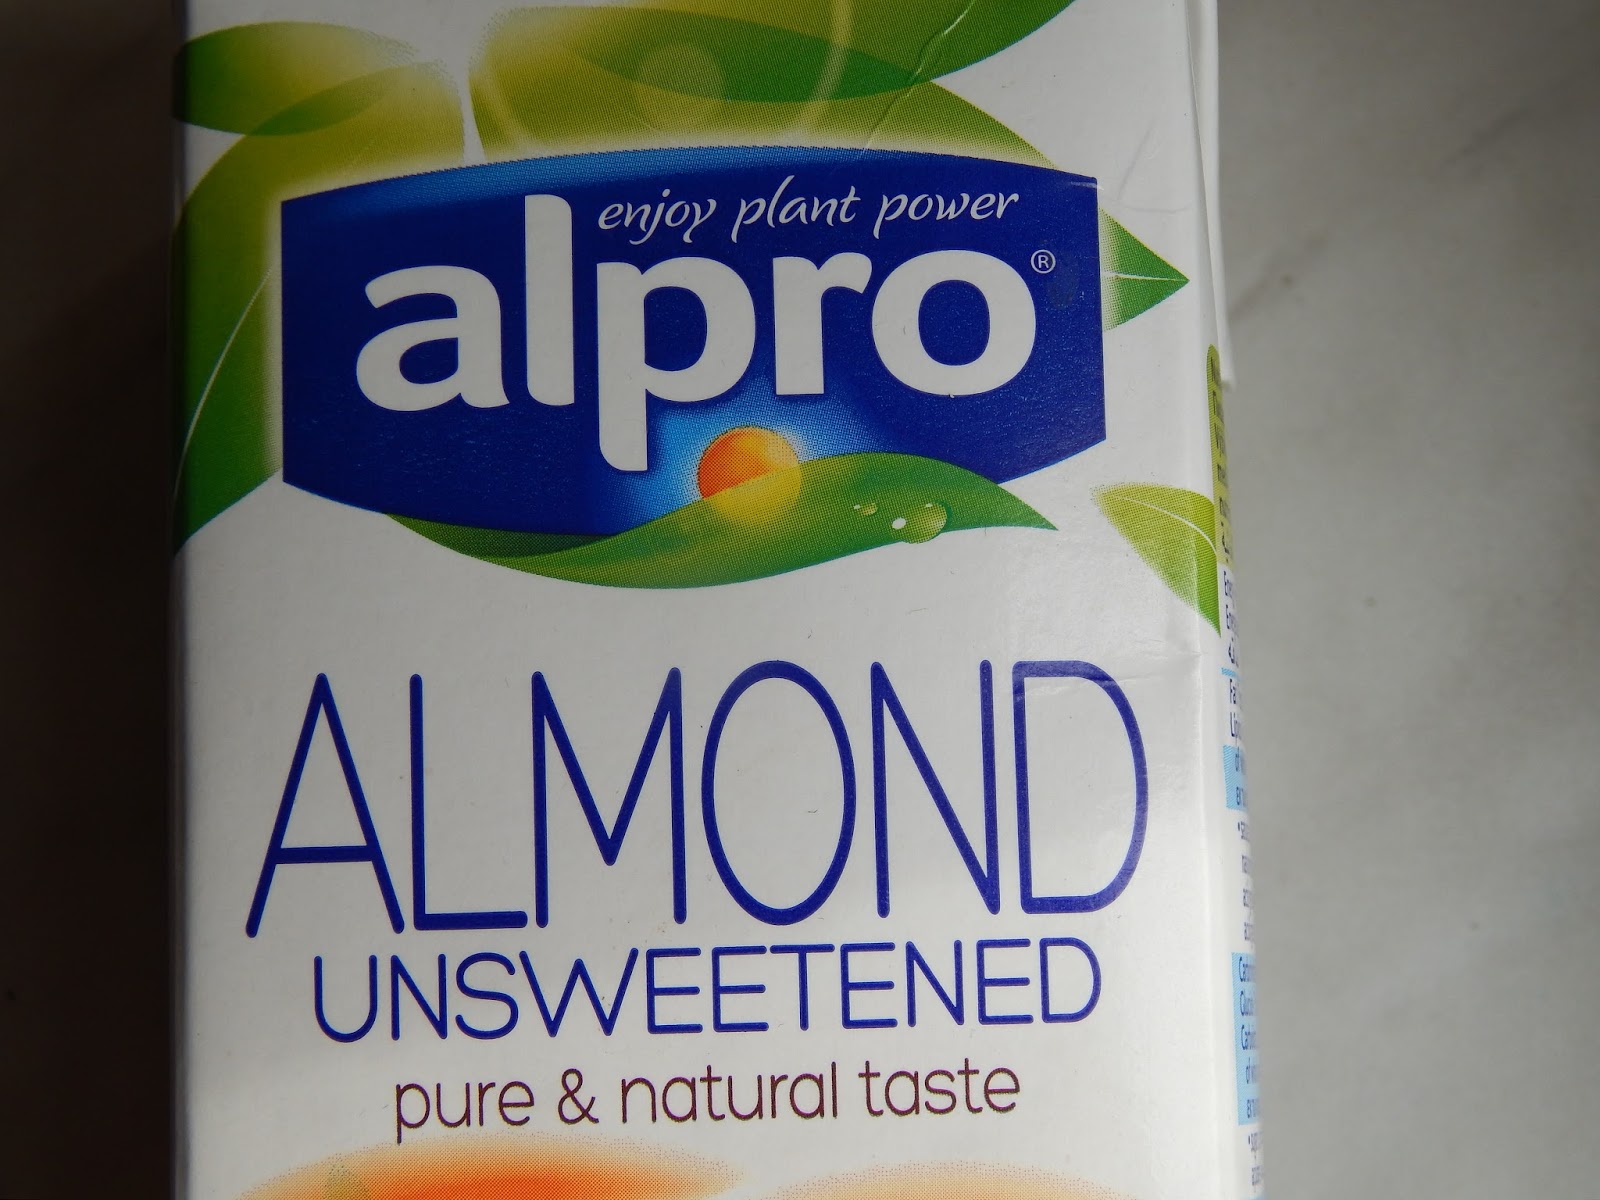 enjoy plant power
alpro®
ALMOND
UNSWEETENED
pure & natural taste